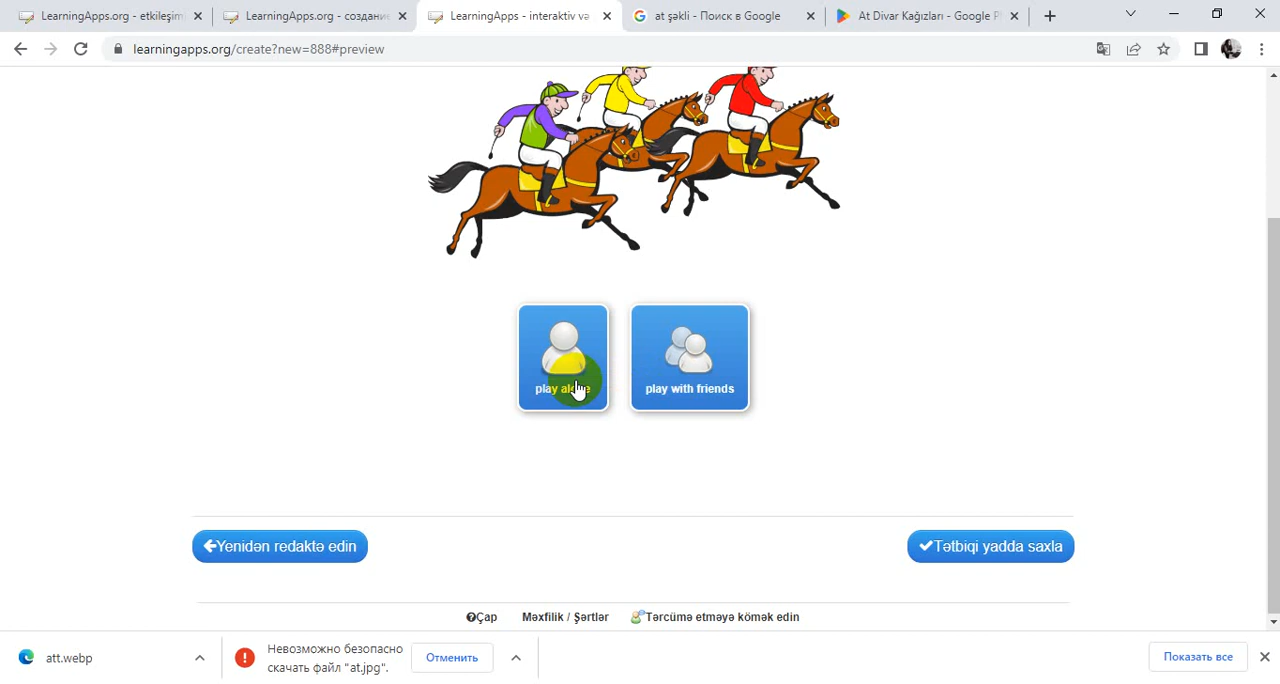 LearningApps.org - etkileşim
LearningApps.org - создание
LearningApps - interaktiv və
at şəkli - Поиск в Google
At Divar Kağızları - Google P
learningapps.org/create?new=888#preview
play alone
play with friends
Yenidən redaktə edin
Tətbiqi yadda saxla
Çap
Məxfilik / Şərtlər
Tərcümə etməyə kömək edin
att.webp
Невозможно безопасно
скачать файл "at.jpg".
Отменить
Показать все